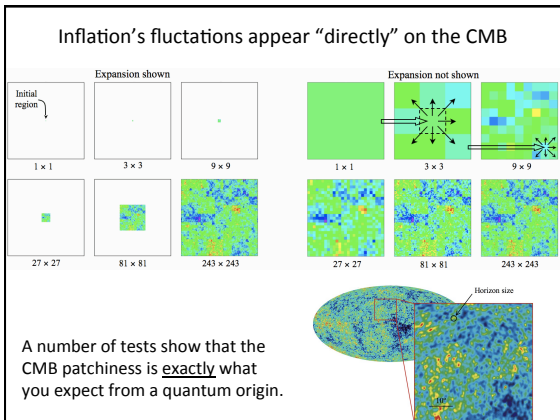 Inflation's fluctations appear "directly" on the CMB
Expansion shown
Initial
region
1 × 1
3 × 3
9 × 9
27 × 27
81 × 81
243 × 243
Expansion not shown
1 × 1
3 × 3
9 × 9
27 × 27
81 × 81
243 × 243
Horizon size
10°
A number of tests show that the
CMB patchiness is exactly what
you expect from a quantum origin.